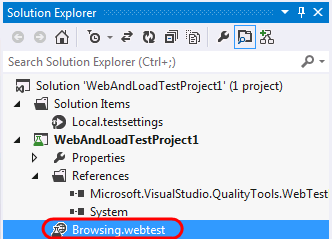 Solution Explorer
Search Solution Explorer (Ctrl+;)
Solution 'WebAndLoadTestProject1' (1 project)
Solution Items
Local.testsettings
WebAndLoadTestProject1
Properties
References
Microsoft.VisualStudio.QualityTools.WebTest
System
Browsing.webtest